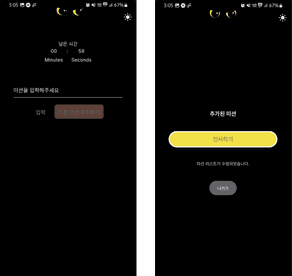 3:05
67%
남은 시간
00 : 58
Minutes Seconds
미션을 입력해주세요
입력
3:05
67%
추가된 미션
인사하기
미션 리스트가 수정되었습니다.
나가기